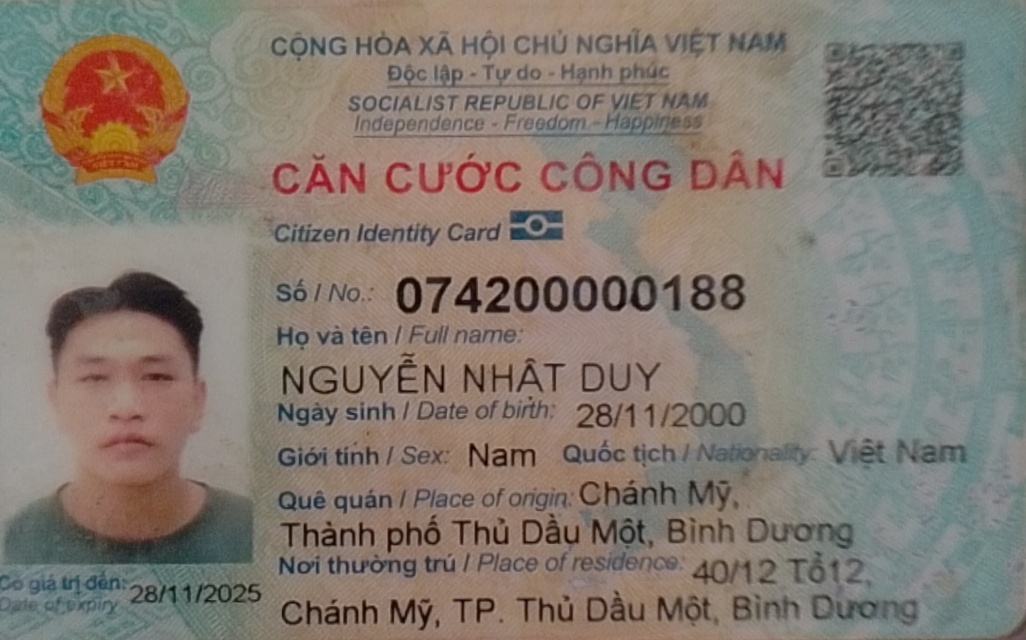 CỘNG HÒA XÃ HỘI CHỦ NGHĨA VIỆT NAM
Độc lập - Tự do - Hạnh phúc
SOCIALIST REPUBLIC OF VIET NAM
Independence - Freedom - Happiness
CĂN CƯỚC CÔNG DÂN
Citizen Identity Card
Số / No.: 074200000188
Họ và tên / Full name:
NGUYỄN NHẬT DUY
Ngày sinh / Date of birth: 28/11/2000
Giới tính / Sex: Nam Quốc tịch / Nationality: Việt Nam
Quê quán / Place of origin: Chánh Mỹ,
Thành phố Thủ Dầu Một, Bình Dương
Nơi thường trú / Place of residence: 40/12 Tổ12,
Chánh Mỹ, TP. Thủ Dầu Một, Bình Dương
Có giá trị đến: 28/11/2025
Date of expiry